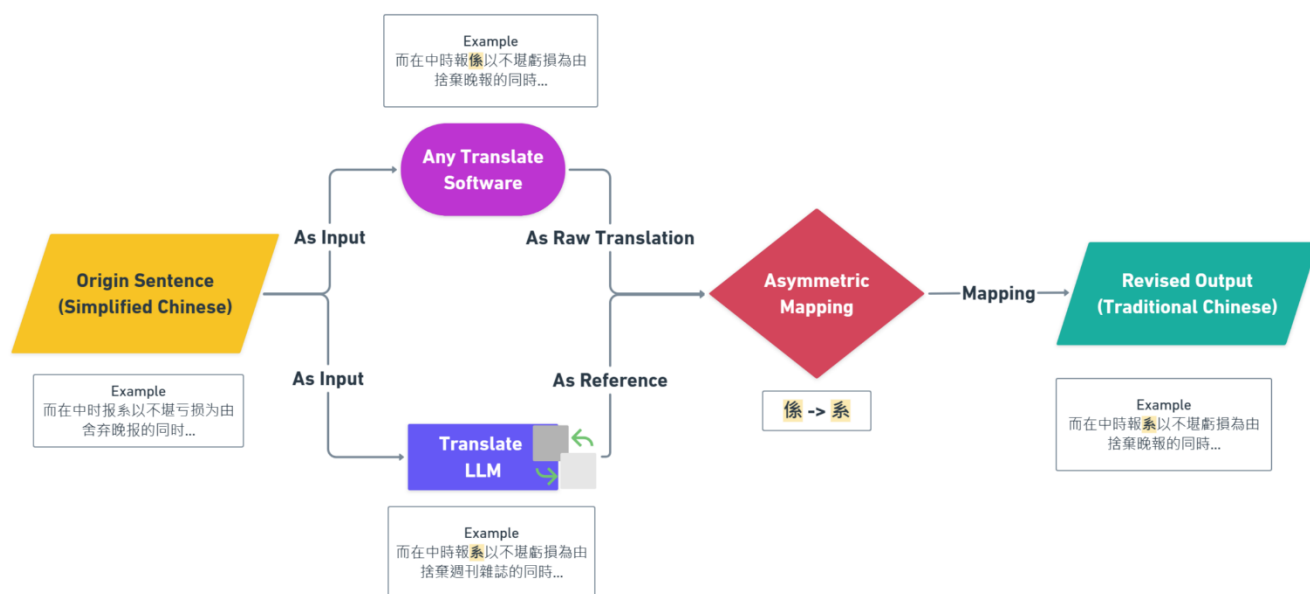 Example
而在中時報係以不堪虧損為由
捨棄晚報的同時...
Any Translate
Software
As Input
As Raw Translation
Origin Sentence
(Simplified Chinese)
Asymmetric
Mapping
Mapping
Revised Output
(Traditional Chinese)
As Input
As Reference
Example
而在中时报系以不堪亏损为由
舍弃晚报的同时...
係 -> 系
Example
而在中時報系以不堪虧損為由
捨棄晚報的同時...
Translate
LLM
Example
而在中時報系以不堪虧損為由
捨棄週刊雜誌的同時...